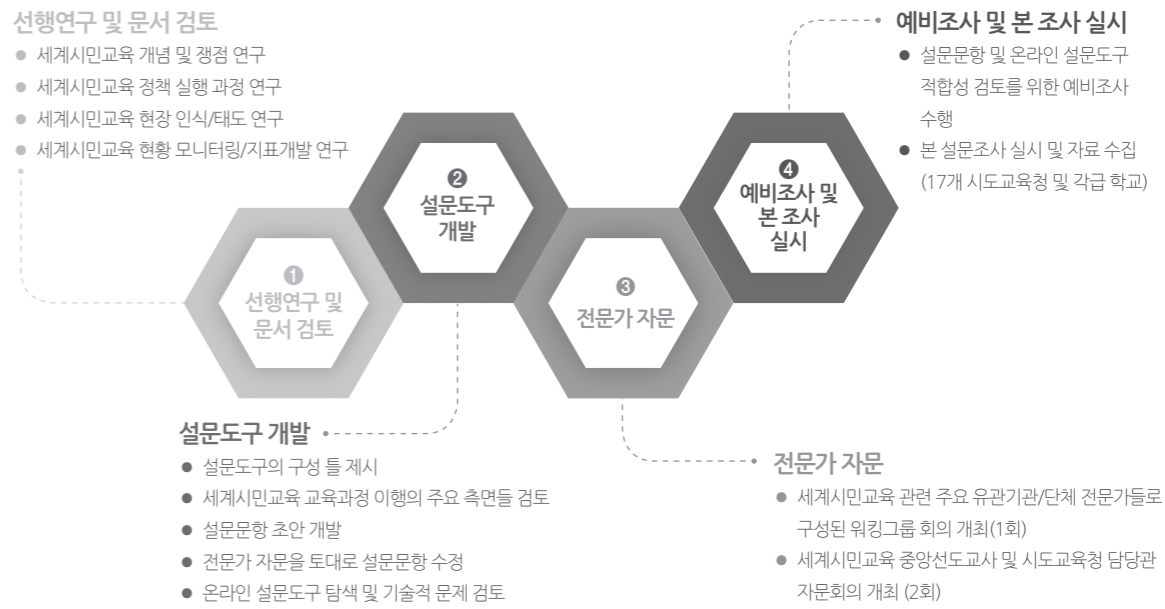 선행연구 및 문서 검토
● 세계시민교육 개념 및 쟁점 연구
● 세계시민교육 정책 실행 과정 연구
● 세계시민교육 현장 인식/태도 연구
● 세계시민교육 현황 모니터링/지표개발 연구
예비조사 및 본 조사 실시
● 설문문항 및 온라인 설문도구
적합성 검토를 위한 예비조사
수행
● 본 설문조사 실시 및 자료 수집
(17개 시도교육청 및 각급 학교)
❶
선행연구 및
문서 검토
❷
설문도구
개발
❸
전문가 자문
❹
예비조사 및
본 조사
실시
설문도구 개발
● 설문도구의 구성 틀 제시
● 세계시민교육 교육과정 이행의 주요 측면들 검토
● 설문문항 초안 개발
● 전문가 자문을 토대로 설문문항 수정
● 온라인 설문도구 탐색 및 기술적 문제 검토
전문가 자문
● 세계시민교육 관련 주요 유관기관/단체 전문가들로
구성된 워킹그룹 회의 개최(1회)
● 세계시민교육 중앙선도교사 및 시도교육청 담당관
자문회의 개최 (2회)